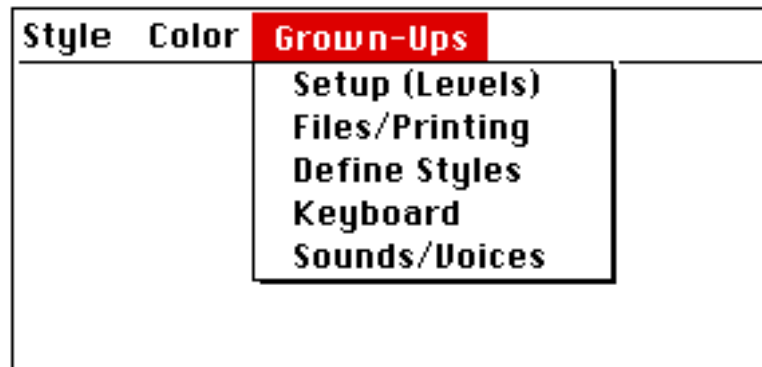 Style Color Grown-Ups
Setup (Levels)
Files/Printing
Define Styles
Keyboard
Sounds/Voices